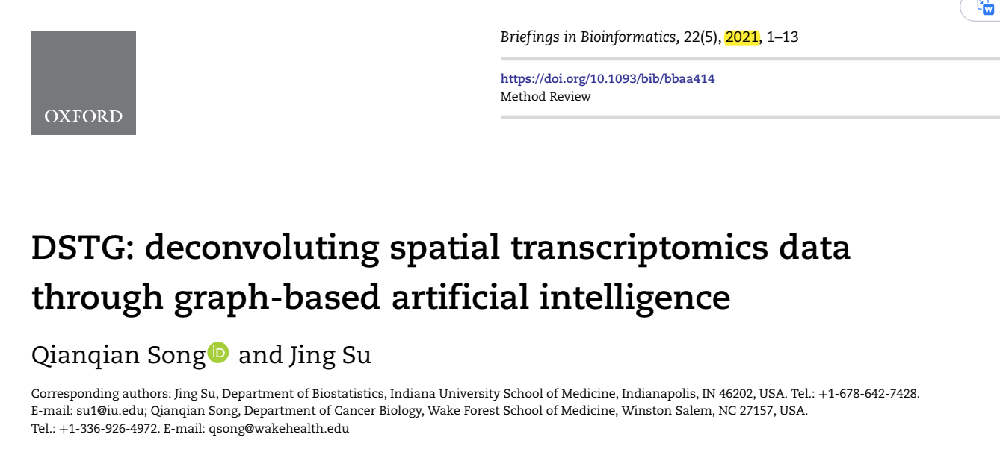 W
Briefings in Bioinformatics, 22(5), 2021, 1–13
https://doi.org/10.1093/bib/bbaa414
Method Review
OXFORD
DSTG: deconvoluting spatial transcriptomics data
through graph-based artificial intelligence
Qianqian Song iD and Jing Su
Corresponding authors: Jing Su, Department of Biostatistics, Indiana University School of Medicine, Indianapolis, IN 46202, USA. Tel.: +1-678-642-7428.
E-mail: su1@iu.edu; Qianqian Song, Department of Cancer Biology, Wake Forest School of Medicine, Winston Salem, NC 27157, USA.
Tel.: +1-336-926-4972. E-mail: qsong@wakehealth.edu